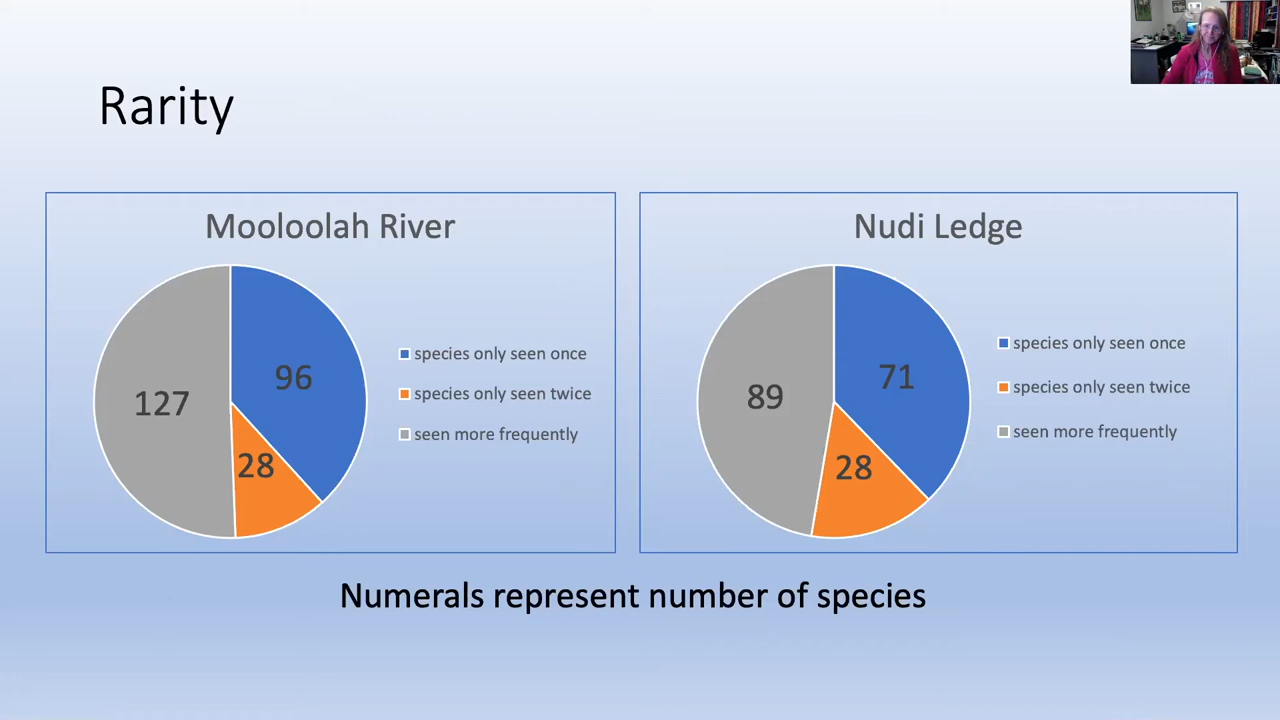 Rarity
Mooloolah River
127
96
28
species only seen once
species only seen twice
seen more frequently
Nudi Ledge
89
71
28
species only seen once
species only seen twice
seen more frequently
Numerals represent number of species